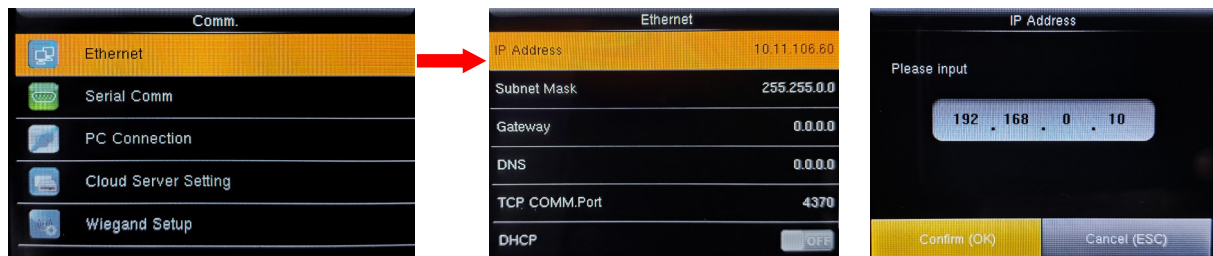 Comm.
Ethernet
Serial Comm
PC Connection
Cloud Server Setting
Wiegand Setup
Ethernet
IP Address 10.11.106.60
Subnet Mask 255.255.0.0
Gateway 0.0.0.0
DNS 0.0.0.0
TCP COMM.Port 4370
DHCP OFF
IP Address
Please input
192 . 168 . 0 . 10
Confirm (OK) Cancel (ESC)